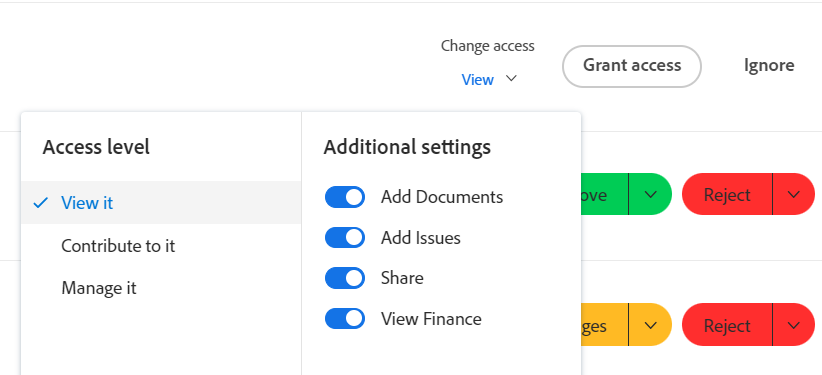 Change access
View
Grant access
Ignore
Access level
View it
Contribute to it
Manage it
Additional settings
Add Documents
Add Issues
Share
View Finance
ove
Reject
ges
Reject